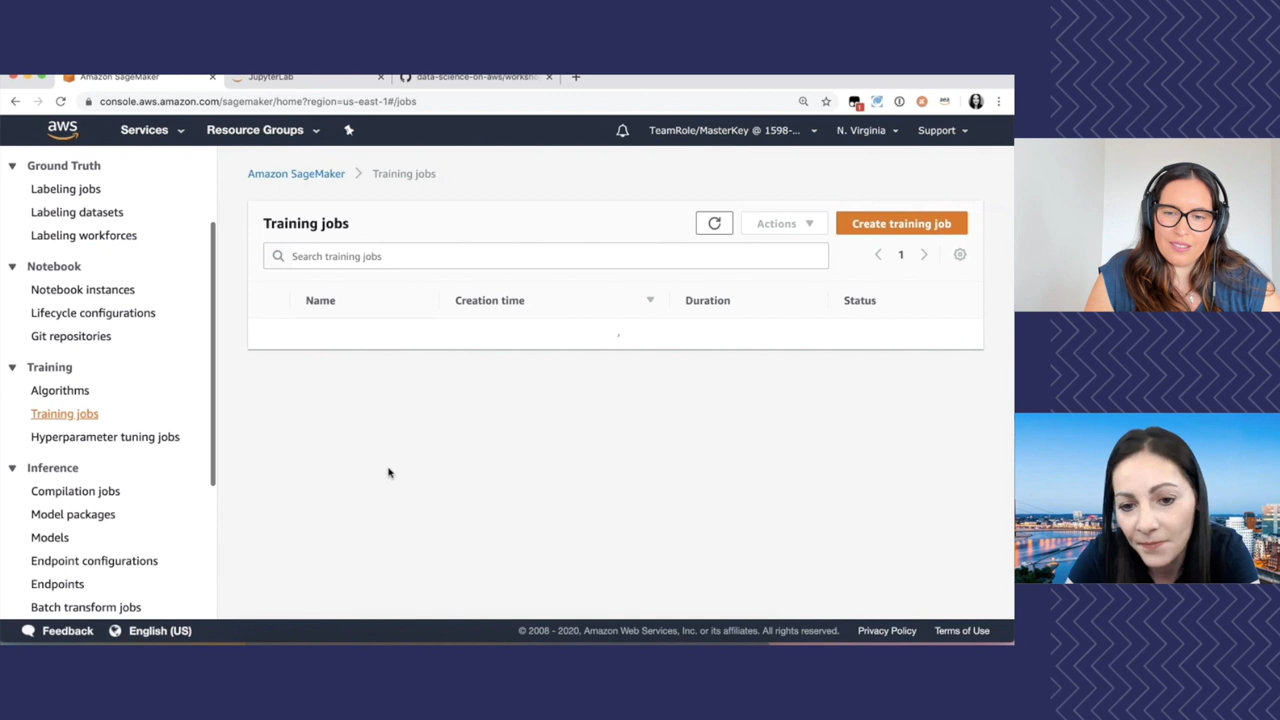 Amazon SageMaker
JupyterLab
data-science-on-aws/worksho
console.aws.amazon.com/sagemaker/home?region=us-east-1#/jobs
aws
Services
Resource Groups
TeamRole/MasterKey @ 1598-...
N. Virginia
Support
Ground Truth
Labeling jobs
Labeling datasets
Labeling workforces
Notebook
Notebook instances
Lifecycle configurations
Git repositories
Training
Algorithms
Training jobs
Hyperparameter tuning jobs
Inference
Compilation jobs
Model packages
Models
Endpoint configurations
Endpoints
Batch transform jobs
Amazon SageMaker > Training jobs
Training jobs
Actions
Create training job
Search training jobs
1
Name Creation time Duration Status
Feedback
English (US)
© 2008 - 2020, Amazon Web Services, Inc. or its affiliates. All rights reserved.
Privacy Policy
Terms of Use